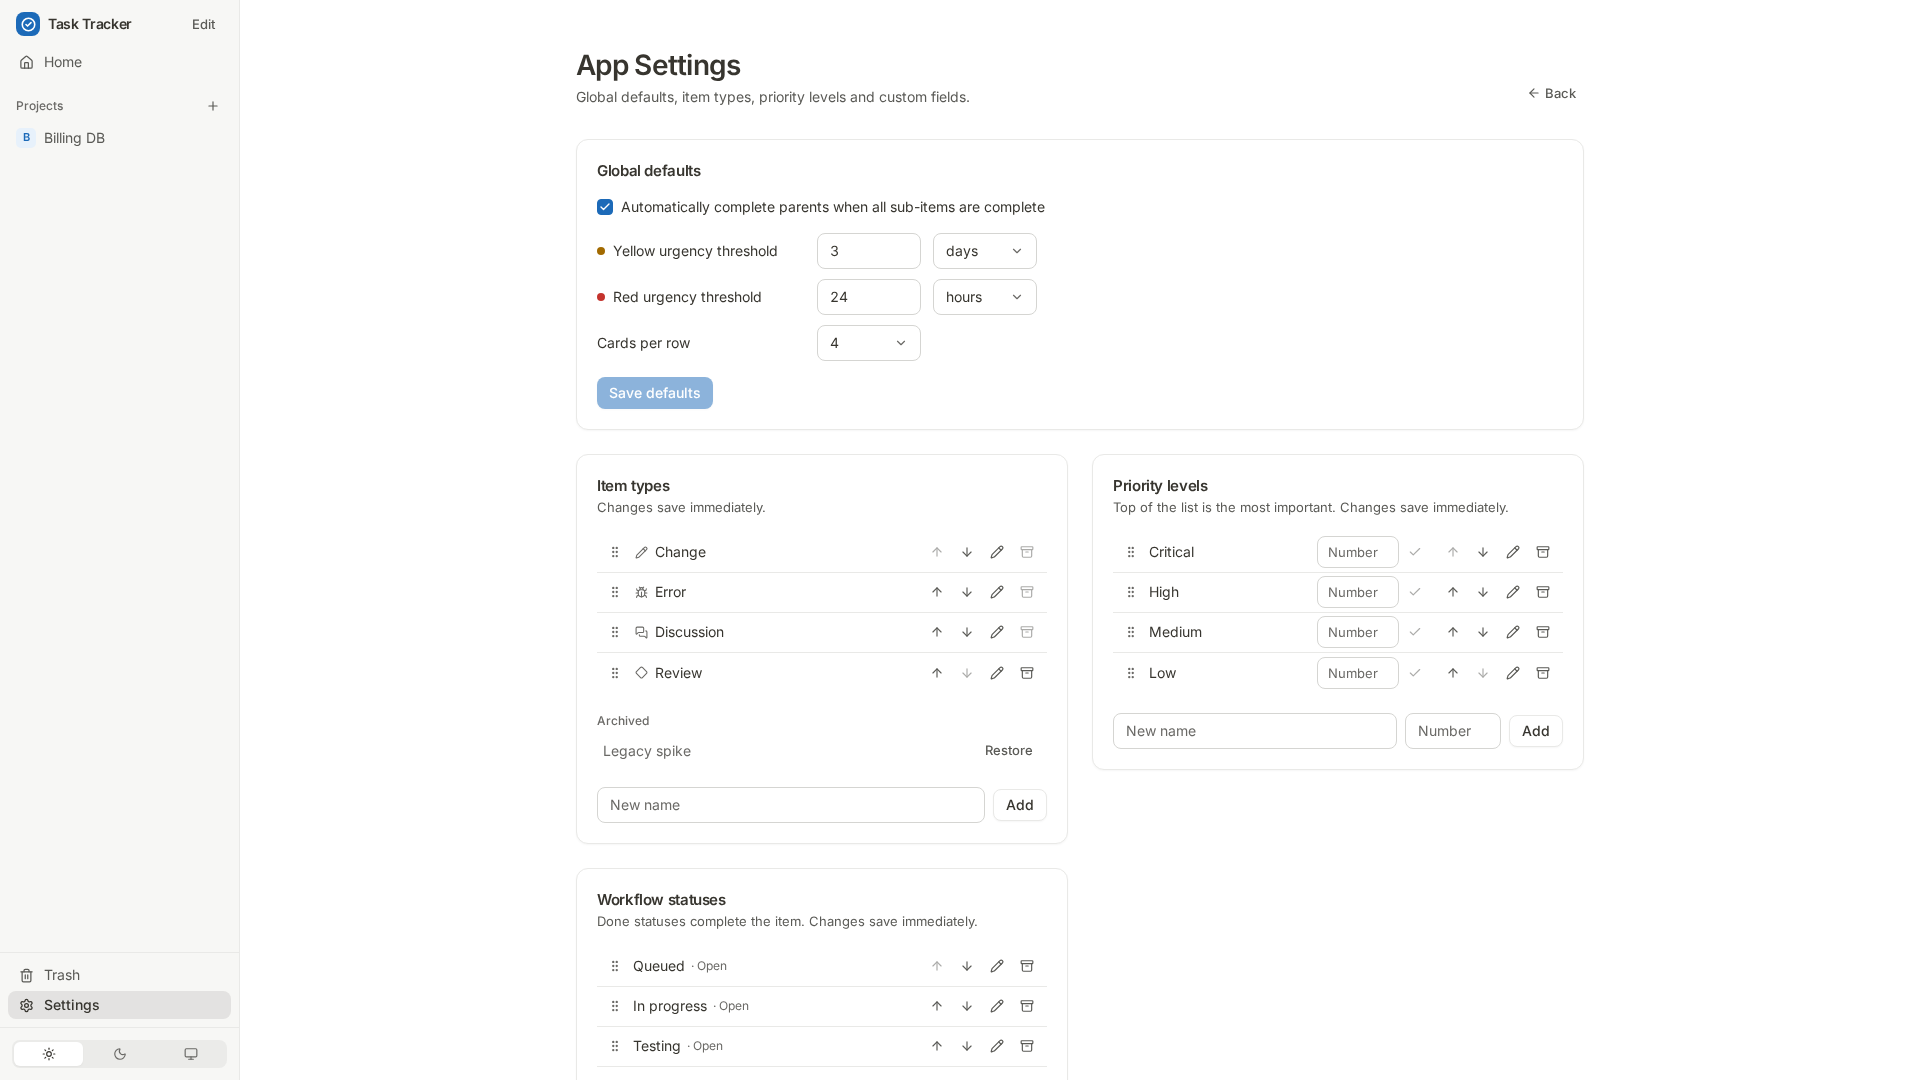 Task Tracker
Edit
Home
Projects
B
Billing DB
Trash
Settings
App Settings
Global defaults, item types, priority levels and custom fields.
Back
Global defaults
Automatically complete parents when all sub-items are complete
Yellow urgency threshold
3
days
Red urgency threshold
24
hours
Cards per row
4
Save defaults
Item types
Changes save immediately.
Change
Error
Discussion
Review
Archived
Legacy spike
Restore
New name
Add
Priority levels
Top of the list is the most important. Changes save immediately.
Critical
Number
High
Number
Medium
Number
Low
Number
New name
Number
Add
Workflow statuses
Done statuses complete the item. Changes save immediately.
Queued · Open
In progress · Open
Testing · Open